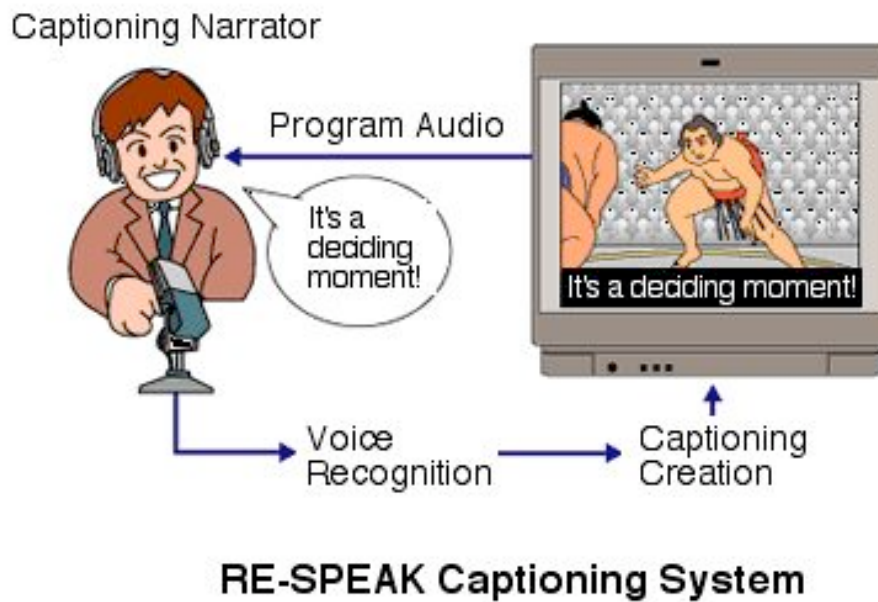 Captioning Narrator
Program Audio
It's a
deciding
moment!
It's a deciding moment!
Voice
Recognition
Captioning
Creation
RE-SPEAK Captioning System